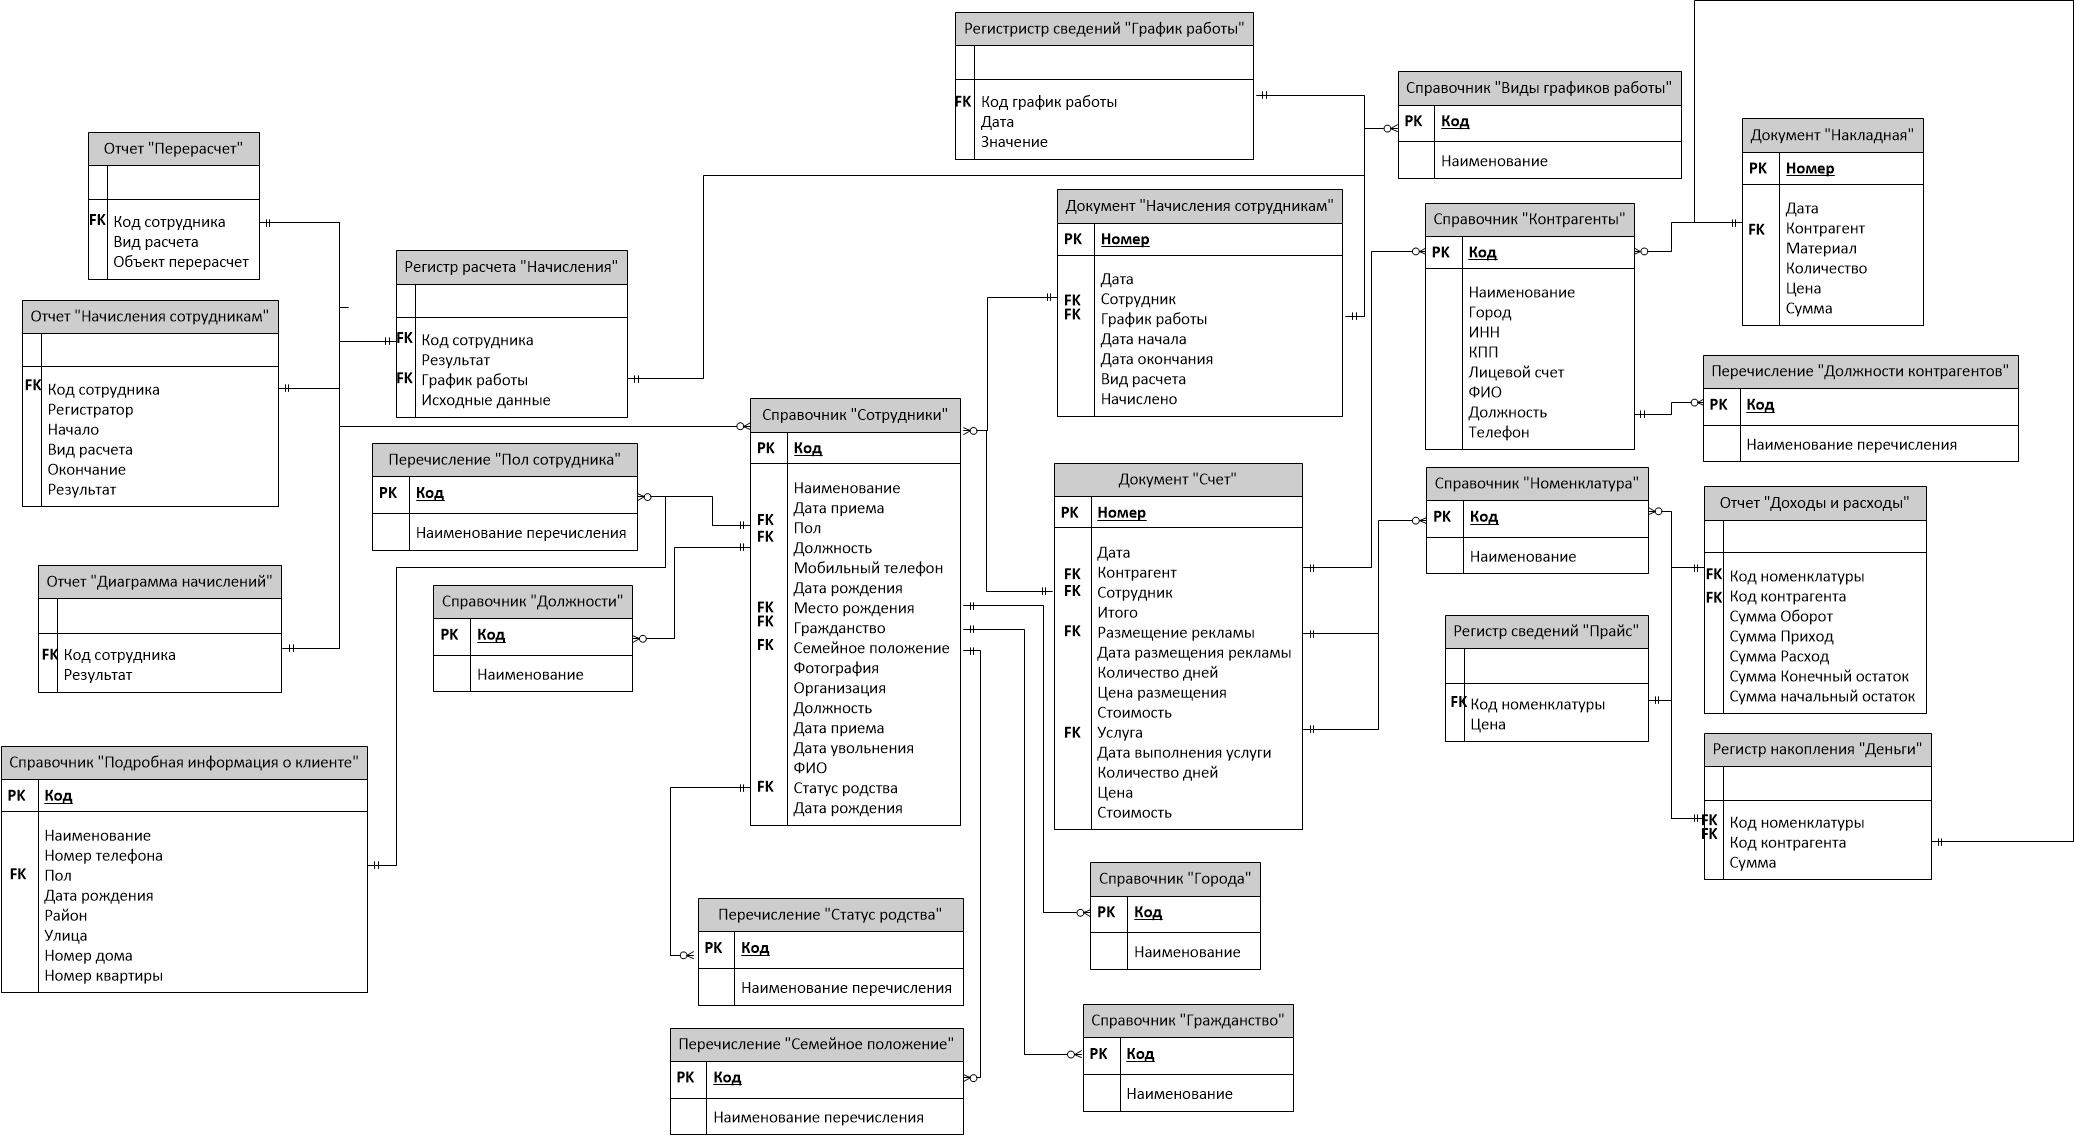 Регистристр сведений "График работы"
FK Код график работы
Дата
Значение
Справочник "Виды графиков работы"
PK Код
Наименование
Документ "Накладная"
PK Номер
Дата
FK Контрагент
Материал
Количество
Цена
Сумма
Отчет "Перерасчет"
FK Код сотрудника
Вид расчета
Объект перерасчет
Регистр расчета "Начисления"
FK Код сотрудника
Результат
FK График работы
Исходные данные
Документ "Начисления сотрудникам"
PK Номер
Дата
FK Сотрудник
FK График работы
Дата начала
Дата окончания
Вид расчета
Начислено
Справочник "Контрагенты"
PK Код
Наименование
Город
ИНН
КПП
Лицевой счет
ФИО
Должность
Телефон
Отчет "Начисления сотрудникам"
FK Код сотрудника
Регистратор
Начало
Вид расчета
Окончание
Результат
Перечисление "Должности контрагентов"
PK Код
Наименование перечисления
Справочник "Сотрудники"
PK Код
Наименование
Дата приема
FK Пол
FK Должность
Мобильный телефон
Дата рождения
FK Место рождения
FK Гражданство
FK Семейное положение
Фотография
Организация
Должность
Дата приема
Дата увольнения
ФИО
FK Статус родства
Дата рождения
Перечисление "Пол сотрудника"
PK Код
Наименование перечисления
Документ "Счет"
PK Номер
Дата
FK Контрагент
FK Сотрудник
Итого
FK Размещение рекламы
Дата размещения рекламы
Количество дней
Цена размещения
Стоимость
FK Услуга
Дата выполнения услуги
Количество дней
Цена
Стоимость
Справочник "Номенклатура"
PK Код
Наименование
Отчет "Доходы и расходы"
FK Код номенклатуры
FK Код контрагента
Сумма Оборот
Сумма Приход
Сумма Расход
Сумма Конечный остаток
Сумма начальный остаток
Отчет "Диаграмма начислений"
FK Код сотрудника
Результат
Справочник "Должности"
PK Код
Наименование
Регистр сведений "Прайс"
FK Код номенклатуры
Цена
Регистр накопления "Деньги"
FK Код номенклатуры
FK Код контрагента
Сумма
Справочник "Подробная информация о клиенте"
PK Код
Наименование
Номер телефона
FK Пол
Дата рождения
Район
Улица
Номер дома
Номер квартиры
Справочник "Города"
PK Код
Наименование
Перечисление "Статус родства"
PK Код
Наименование перечисления
Справочник "Гражданство"
PK Код
Наименование
Перечисление "Семейное положение"
PK Код
Наименование перечисления